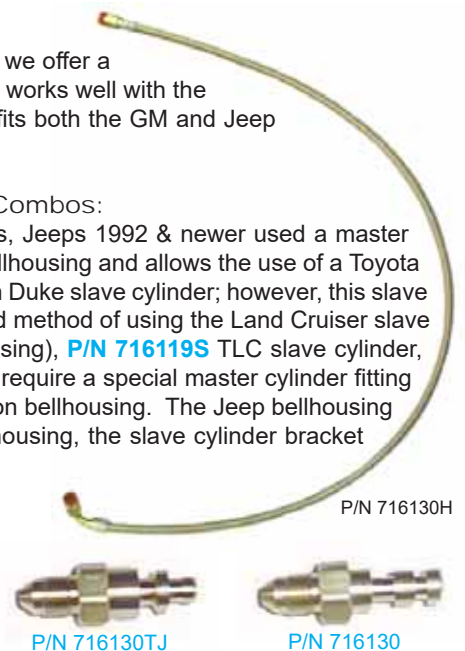 we offer a
works well with the
fits both the GM and Jeep
Combos:
s, Jeeps 1992 & newer used a master
llhousing and allows the use of a Toyota
n Duke slave cylinder; however, this slave
d method of using the Land Cruiser slave
sing), P/N 716119S TLC slave cylinder,
require a special master cylinder fitting
on bellhousing. The Jeep bellhousing
housing, the slave cylinder bracket
P/N 716130H
P/N 716130TJ
P/N 716130